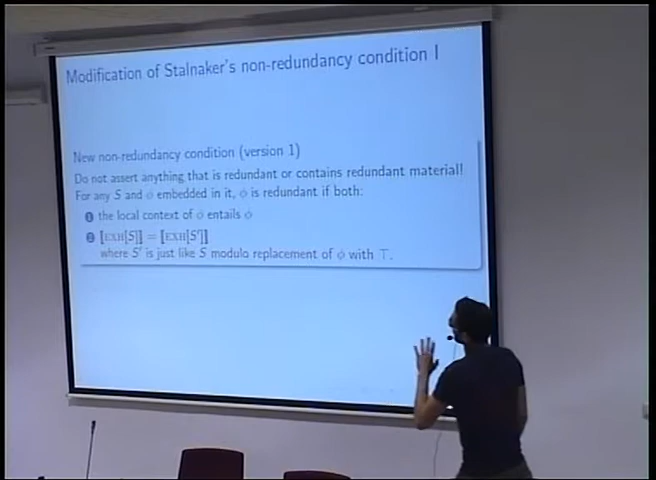 Modification of Stalnaker's non-redundancy condition I
New non-redundancy condition (version 1)
Do not assert anything that is redundant or contains redundant material!
For any S and ϕ embedded in it, ϕ is redundant if both:
1 the local context of ϕ entails ϕ
2 ⟦EXH[S]⟧ = ⟦EXH[S']⟧
where S' is just like S modulo replacement of ϕ with ⊤.